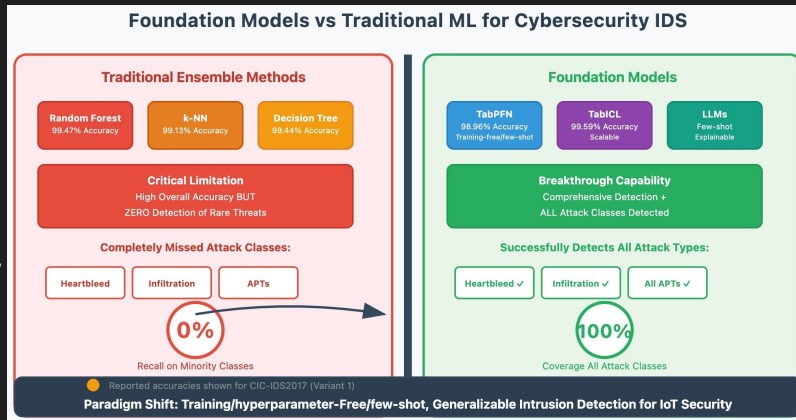 Foundation Models vs Traditional ML for Cybersecurity IDS
Traditional Ensemble Methods
Random Forest
99.47% Accuracy
k-NN
99.13% Accuracy
Decision Tree
99.44% Accuracy
Critical Limitation
High Overall Accuracy BUT
ZERO Detection of Rare Threats
Completely Missed Attack Classes:
Heartbleed
Infiltration
APTs
0%
Recall on Minority Classes
Foundation Models
TabPFN
98.96% Accuracy
Training-free/few-shot
TabICL
99.59% Accuracy
Scalable
LLMs
Few-shot
Explainable
Breakthrough Capability
Comprehensive Detection +
ALL Attack Classes Detected
Successfully Detects All Attack Types:
Heartbleed ✓
Infiltration ✓
All APTs ✓
100%
Coverage All Attack Classes
Reported accuracies shown for CIC-IDS2017 (Variant 1)
Paradigm Shift: Training/hyperparameter-Free/few-shot, Generalizable Intrusion Detection for IoT Security